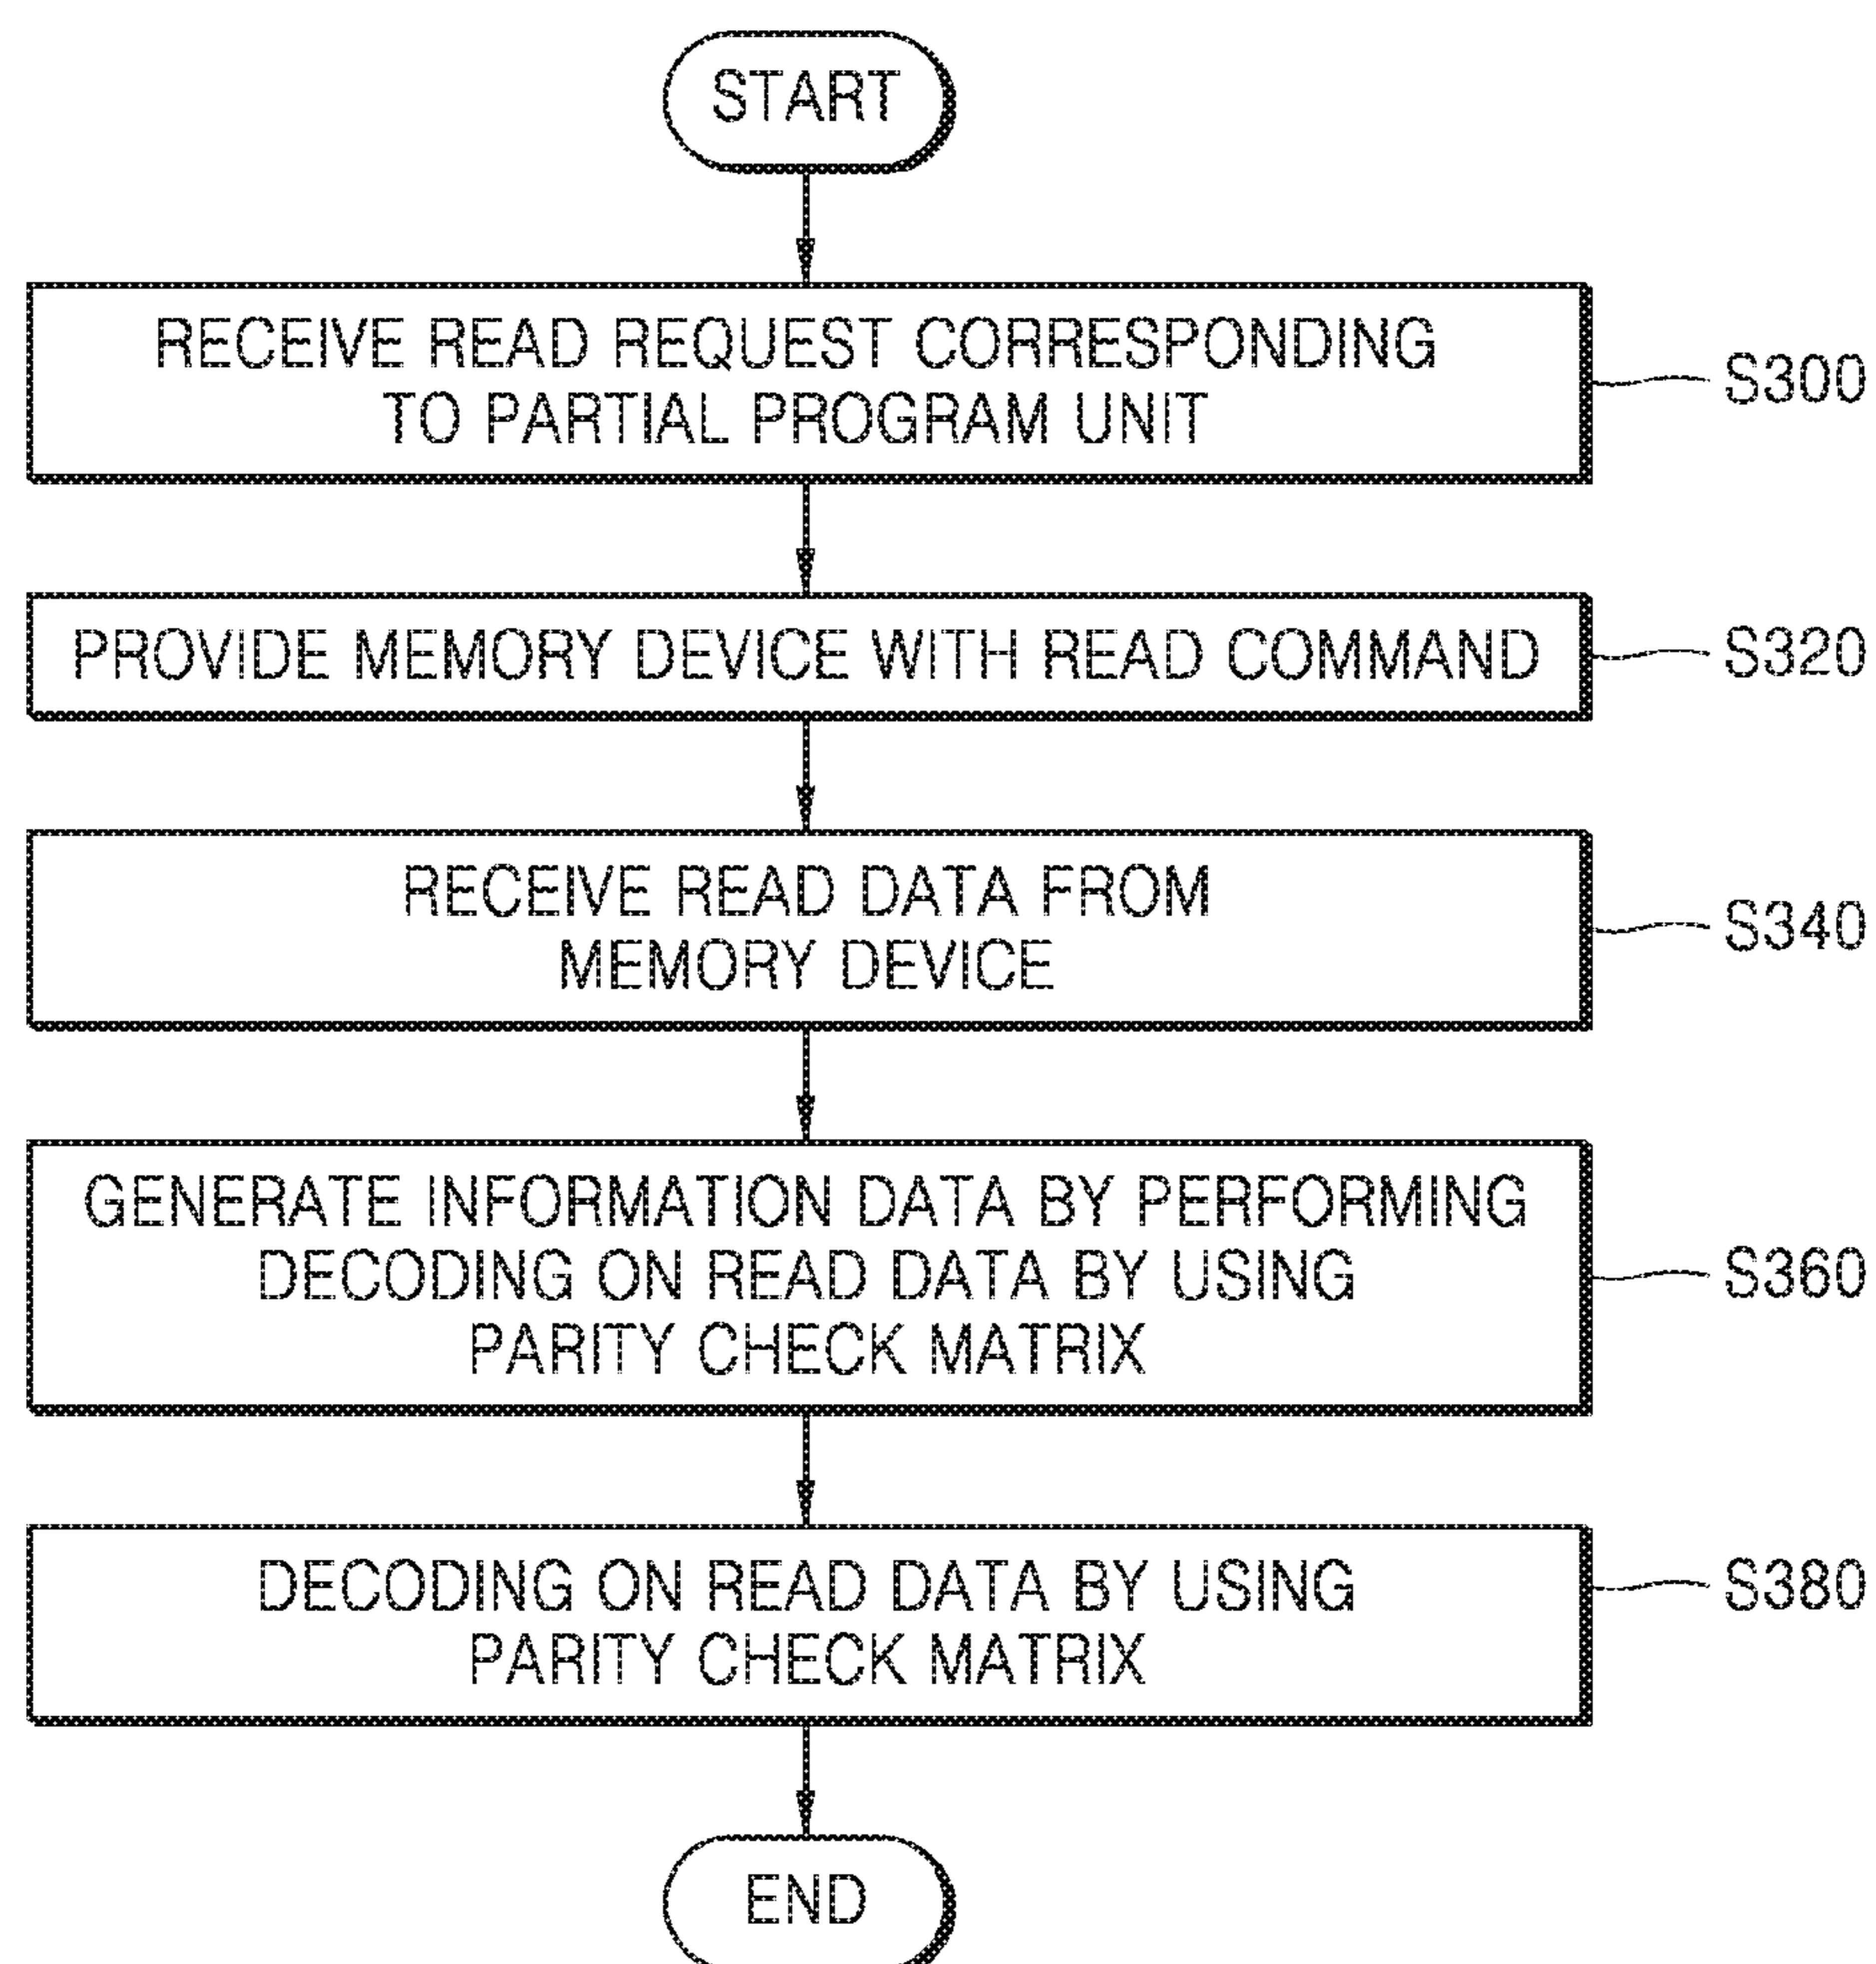 START
RECEIVE READ REQUEST CORRESPONDING
TO PARTIAL PROGRAM UNIT
S300
PROVIDE MEMORY DEVICE WITH READ COMMAND
S320
RECEIVE READ DATA FROM
MEMORY DEVICE
S340
GENERATE INFORMATION DATA BY PERFORMING
DECODING ON READ DATA BY USING
PARITY CHECK MATRIX
S360
DECODING ON READ DATA BY USING
PARITY CHECK MATRIX
S380
END